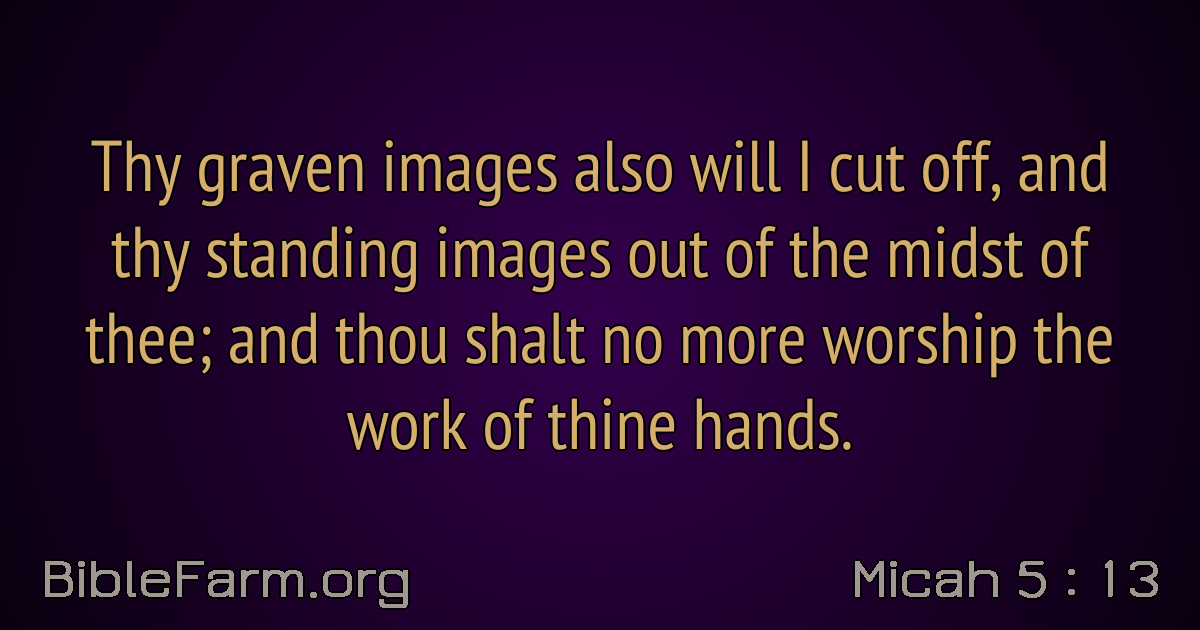 Thy graven images also will I cut off, and
thy standing images out of the midst of
thee; and thou shalt no more worship the
work of thine hands.
BibleFarm.org
Micah 5 : 13